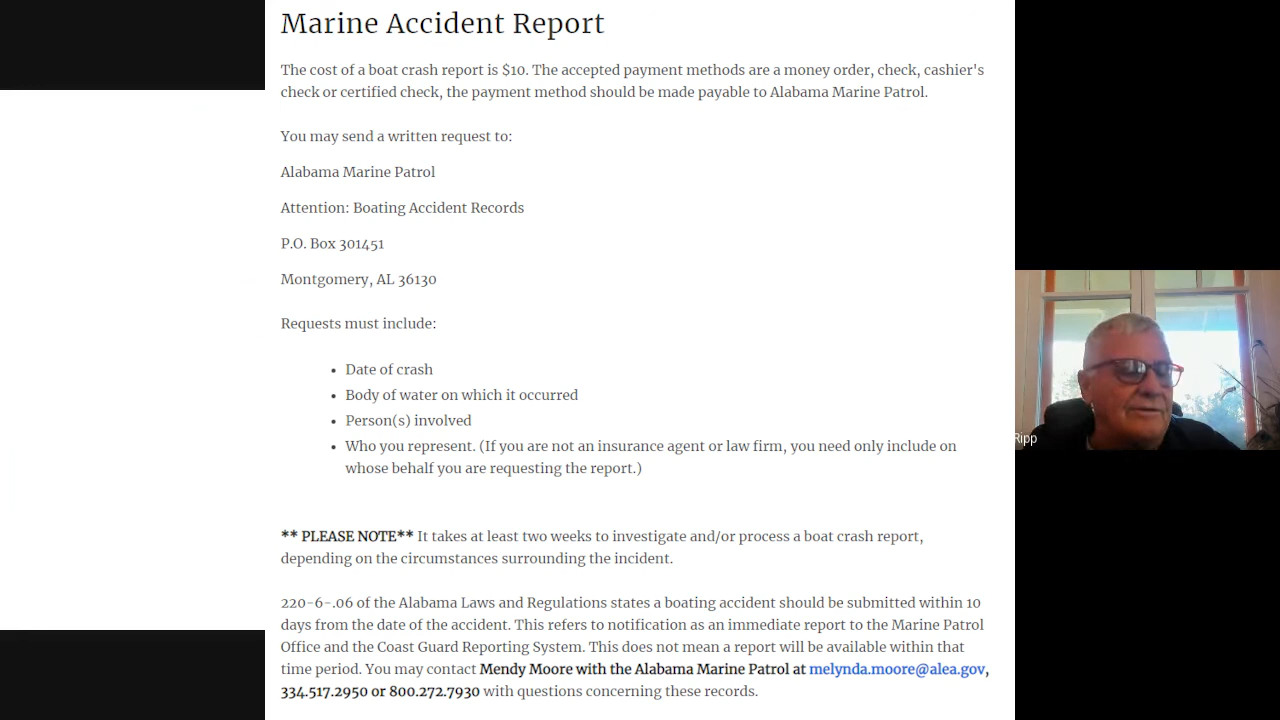 Marine Accident Report
The cost of a boat crash report is $10. The accepted payment methods are a money order, check, cashier's
check or certified check, the payment method should be made payable to Alabama Marine Patrol.
You may send a written request to:
Alabama Marine Patrol
Attention: Boating Accident Records
P.O. Box 301451
Montgomery, AL 36130
Requests must include:
• Date of crash
• Body of water on which it occurred
• Person(s) involved
• Who you represent. (If you are not an insurance agent or law firm, you need only include on
whose behalf you are requesting the report.)
** PLEASE NOTE** It takes at least two weeks to investigate and/or process a boat crash report,
depending on the circumstances surrounding the incident.
220-6-.06 of the Alabama Laws and Regulations states a boating accident should be submitted within 10
days from the date of the accident. This refers to notification as an immediate report to the Marine Patrol
Office and the Coast Guard Reporting System. This does not mean a report will be available within that
time period. You may contact Mendy Moore with the Alabama Marine Patrol at melynda.moore@alea.gov,
334.517.2950 or 800.272.7930 with questions concerning these records.
Ripp